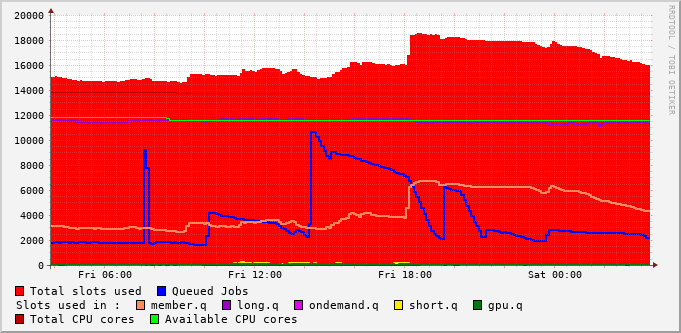 20000
18000
16000
14000
12000
10000
8000
6000
4000
2000
0
Fri 06:00 Fri 12:00 Fri 18:00 Sat 00:00
Total slots used Queued Jobs
Slots used in : member.q long.q ondemand.q short.q gpu.q
Total CPU cores Available CPU cores
RRDTOOL / TOBI OETIKER